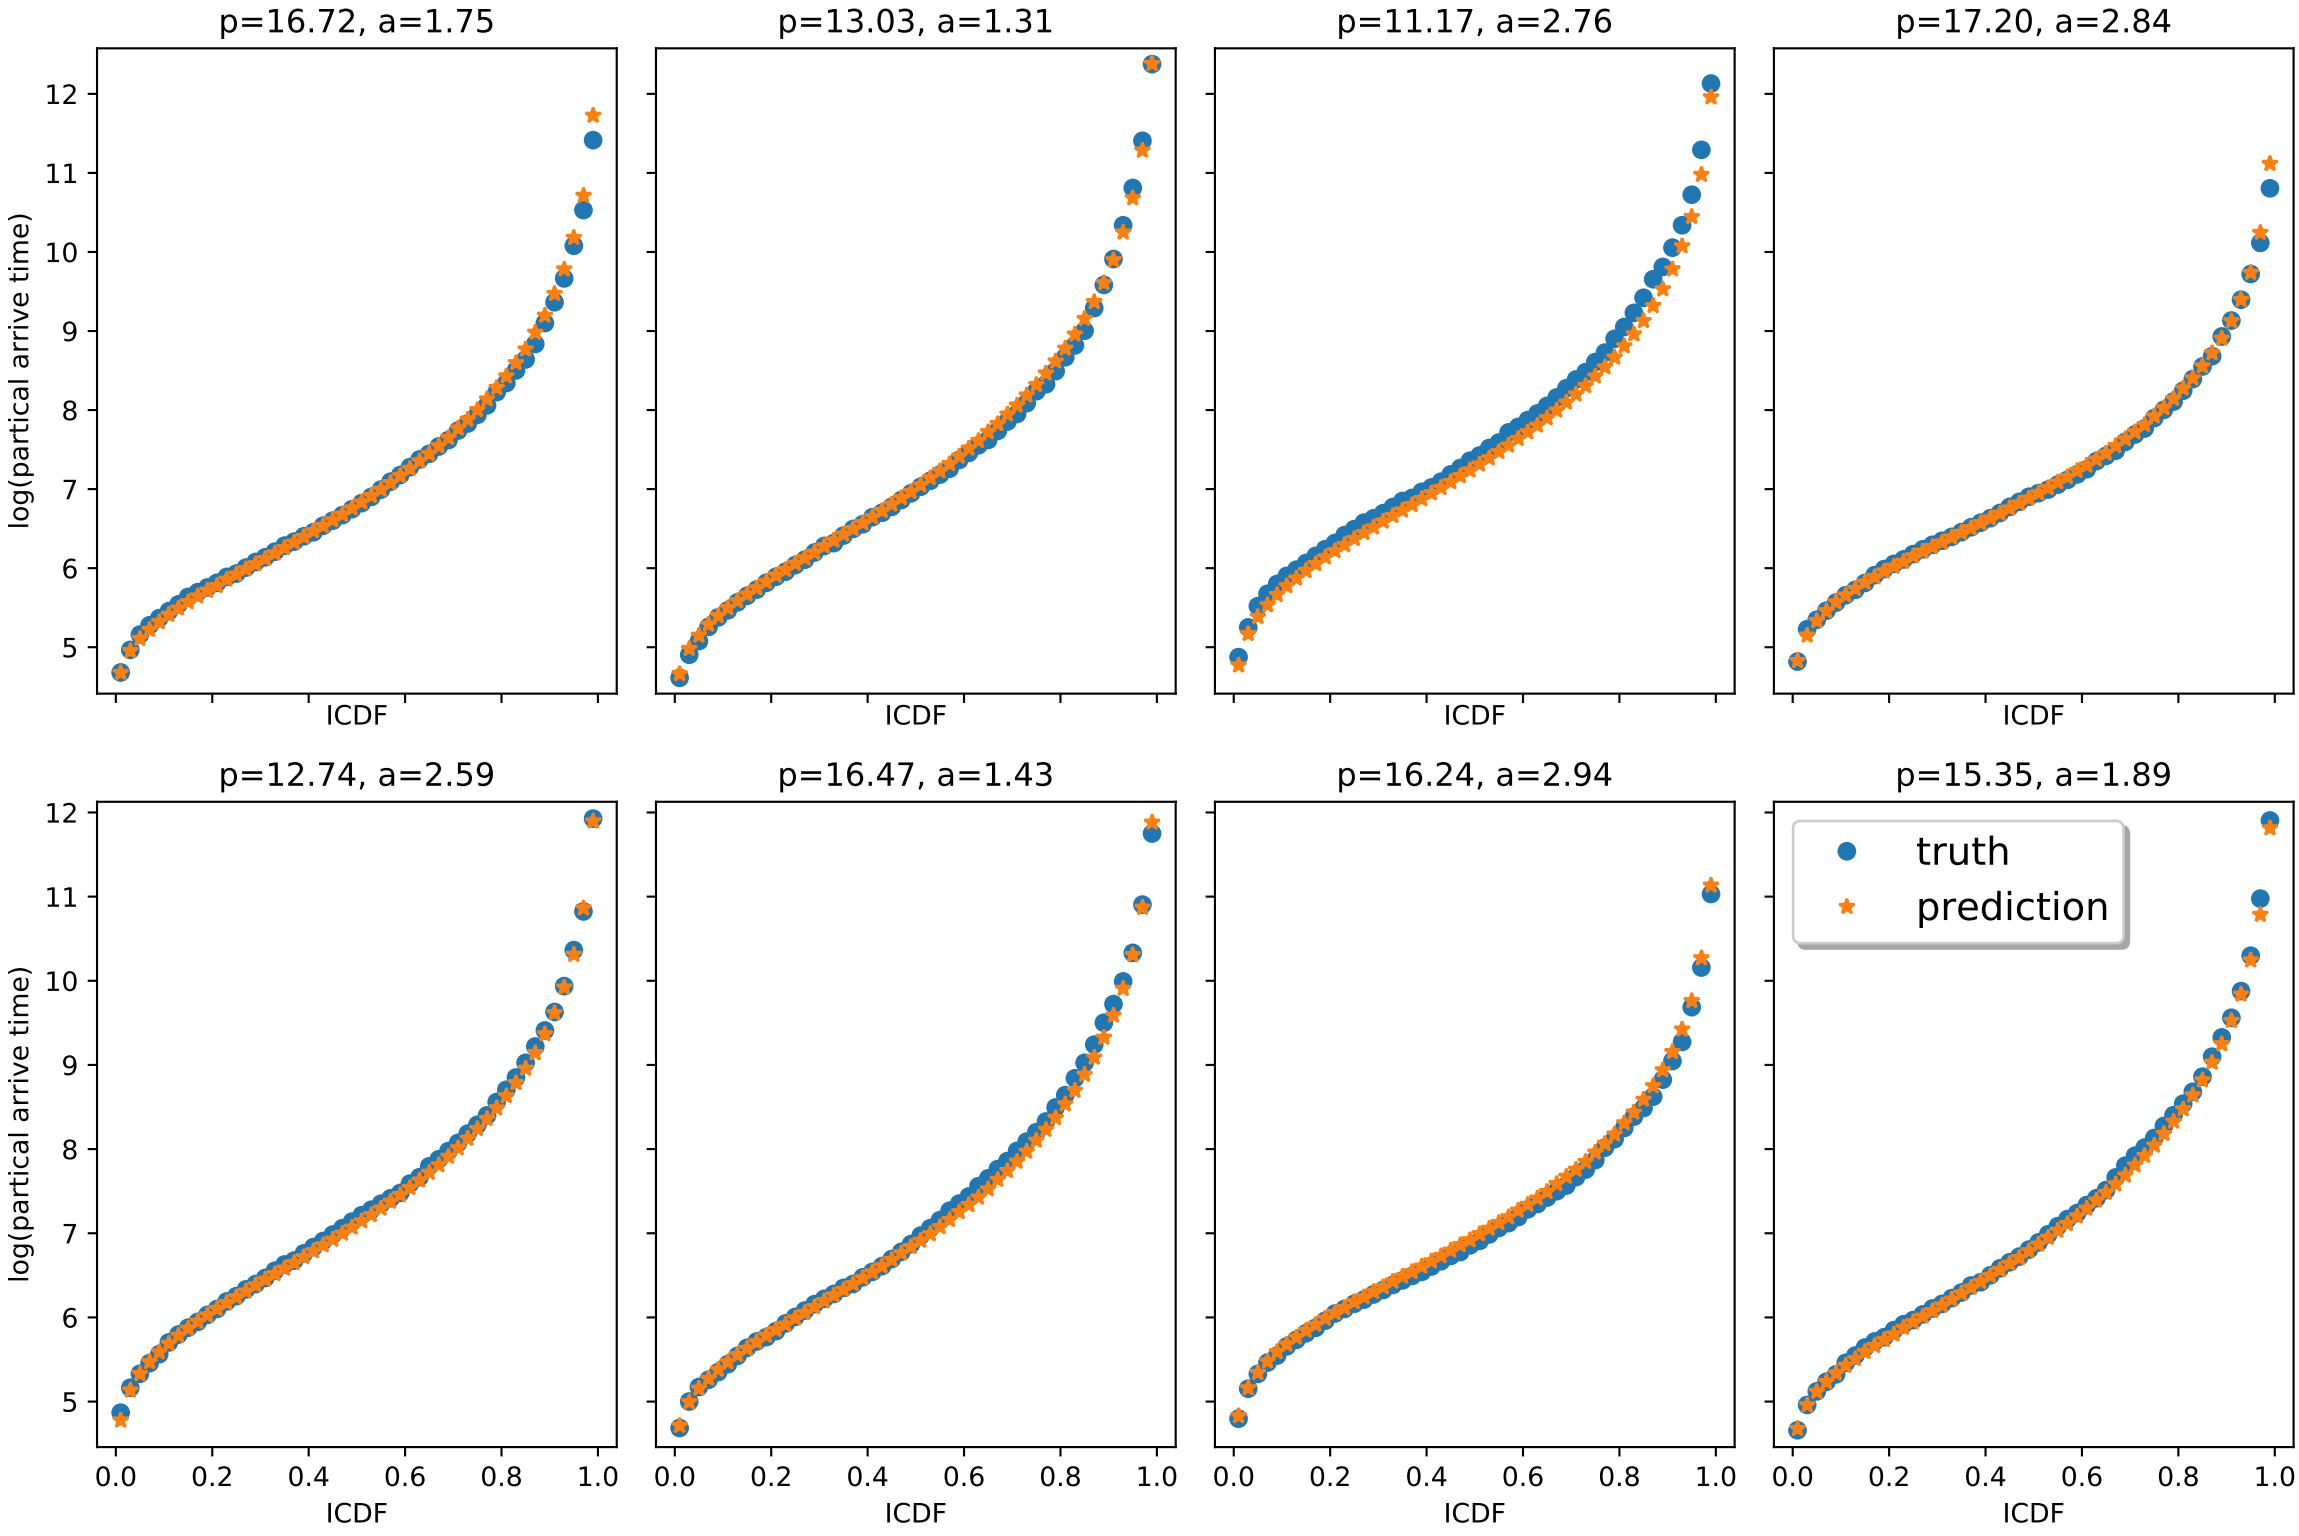 p=16.72, a=1.75
p=13.03, a=1.31
p=11.17, a=2.76
p=17.20, a=2.84
log(partical arrive time)
12
11
10
9
8
7
6
5
ICDF
ICDF
ICDF
ICDF
p=12.74, a=2.59
p=16.47, a=1.43
p=16.24, a=2.94
p=15.35, a=1.89
log(partical arrive time)
12
11
10
9
8
7
6
5
truth
prediction
0.0 0.2 0.4 0.6 0.8 1.0
0.0 0.2 0.4 0.6 0.8 1.0
0.0 0.2 0.4 0.6 0.8 1.0
0.0 0.2 0.4 0.6 0.8 1.0
ICDF
ICDF
ICDF
ICDF